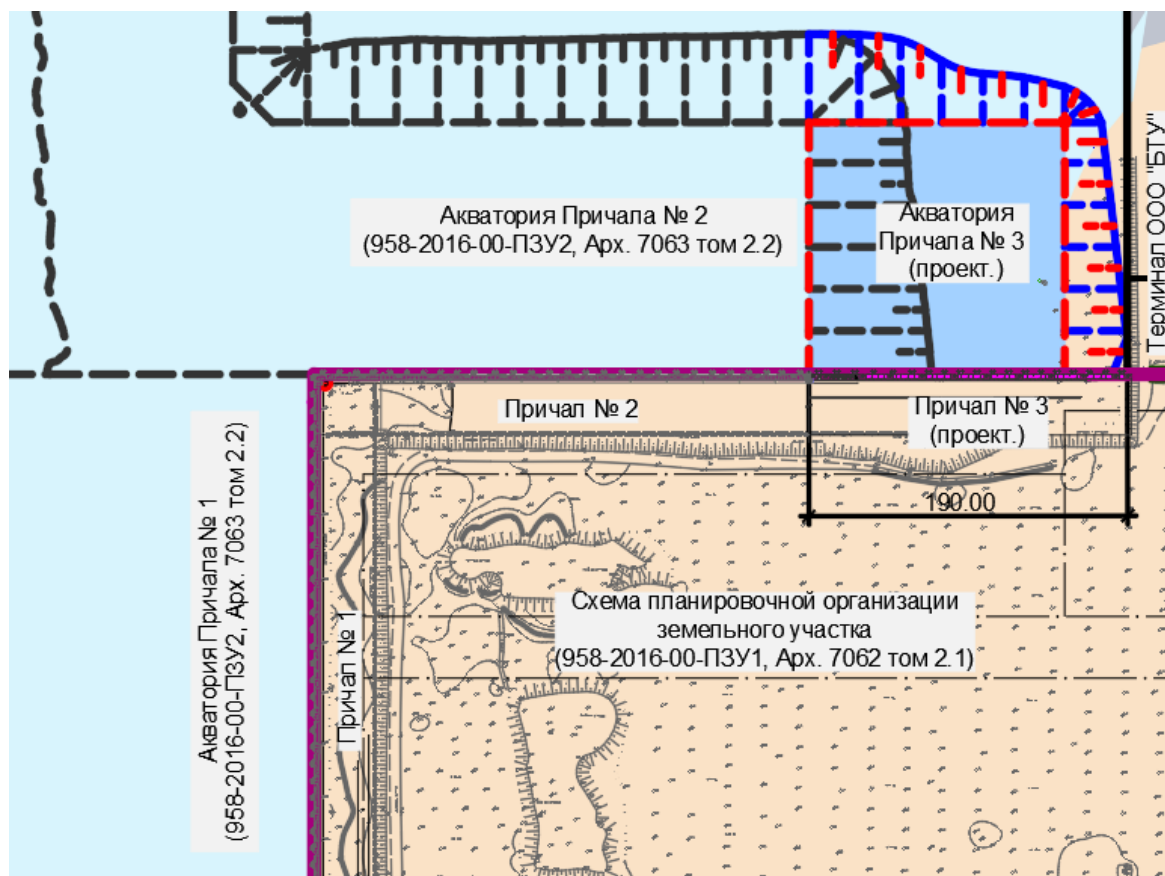 Акватория Причала № 2
(958-2016-00-ПЗУ2, Арх. 7063 том 2.2)
Акватория
Причала № 3
(проект.)
Терминал ООО "БТУ"
Причал № 2
Причал № 3
(проект.)
190.00
Акватория Причала № 1
(958-2016-00-ПЗУ2, Арх. 7063 том 2.2)
Причал № 1
Схема планировочной организации
земельного участка
(958-2016-00-ПЗУ1, Арх. 7062 том 2.1)